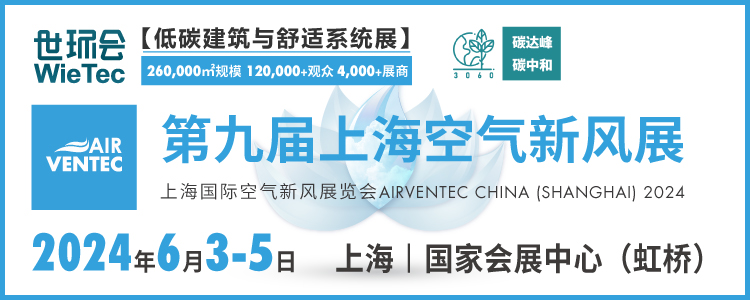 世环会【低碳建筑与舒适系统展】
WieTec
260,000㎡规模 120,000+观众 4,000+展商
3060
碳达峰
碳中和
AIR
VENTEC
第九届上海空气新风展
上海国际空气新风展览会AIRVENTEC CHINA (SHANGHAI) 2024
2024年6月3-5日 上海｜国家会展中心（虹桥）